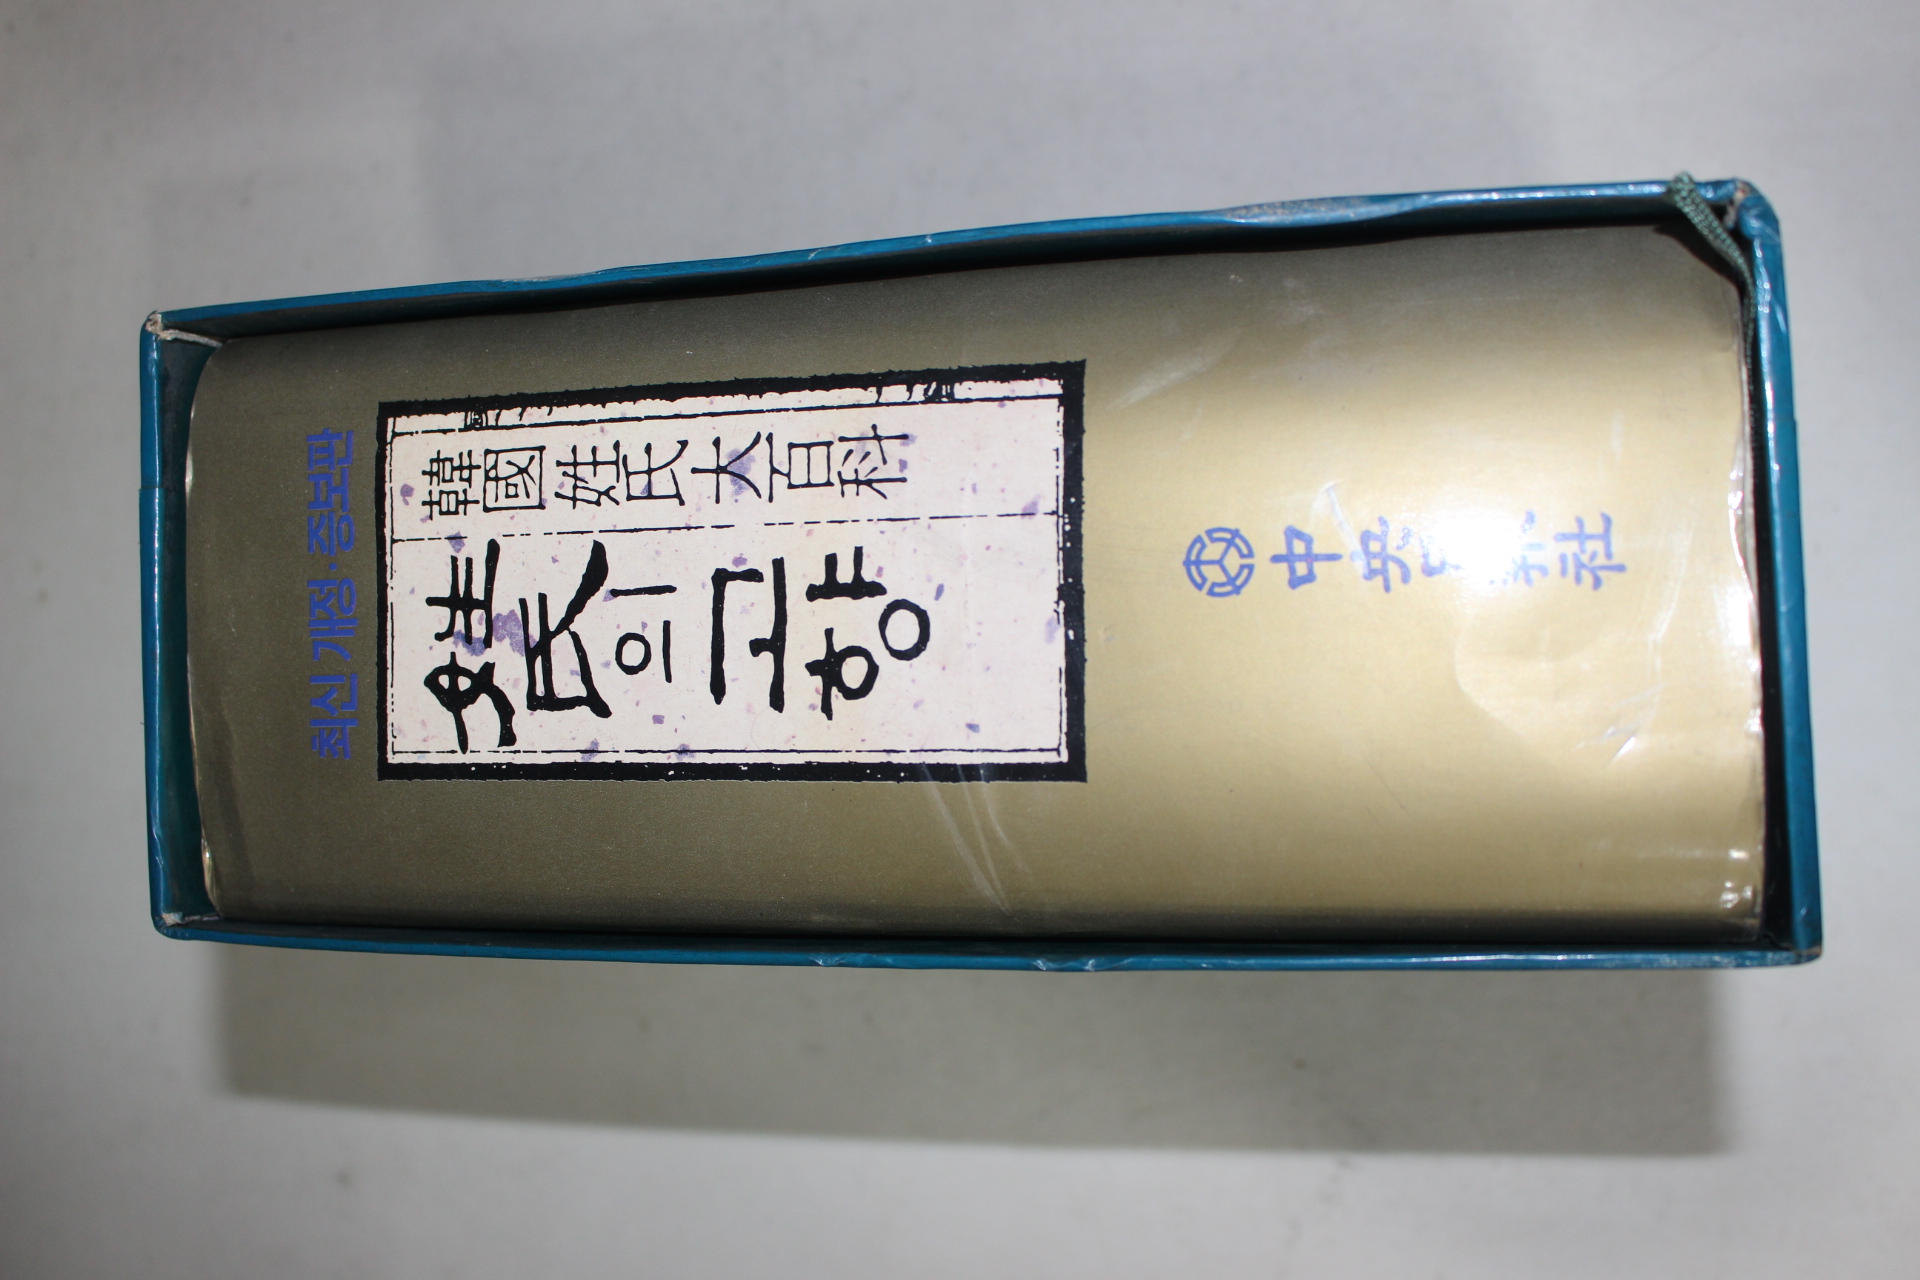 최신 개정·증보판
韓國姓氏大百科
姓氏의 고향
中央日報社